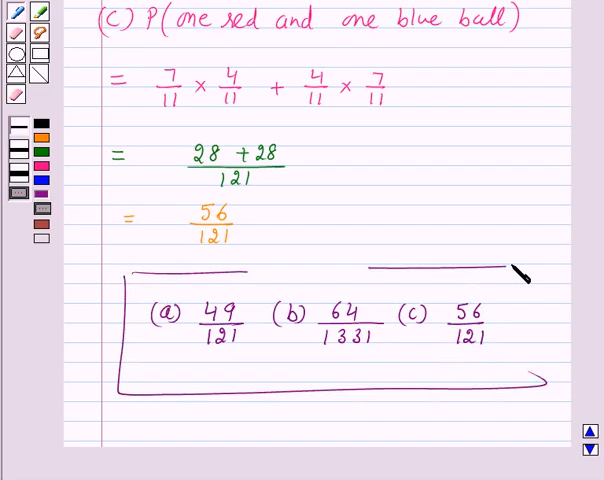 (C) P(one red and one blue ball)
= 7/11 × 4/11 + 4/11 × 7/11
= 28 + 28/121
= 56/121
(a) 49/121 (b) 64/1331 (c) 56/121